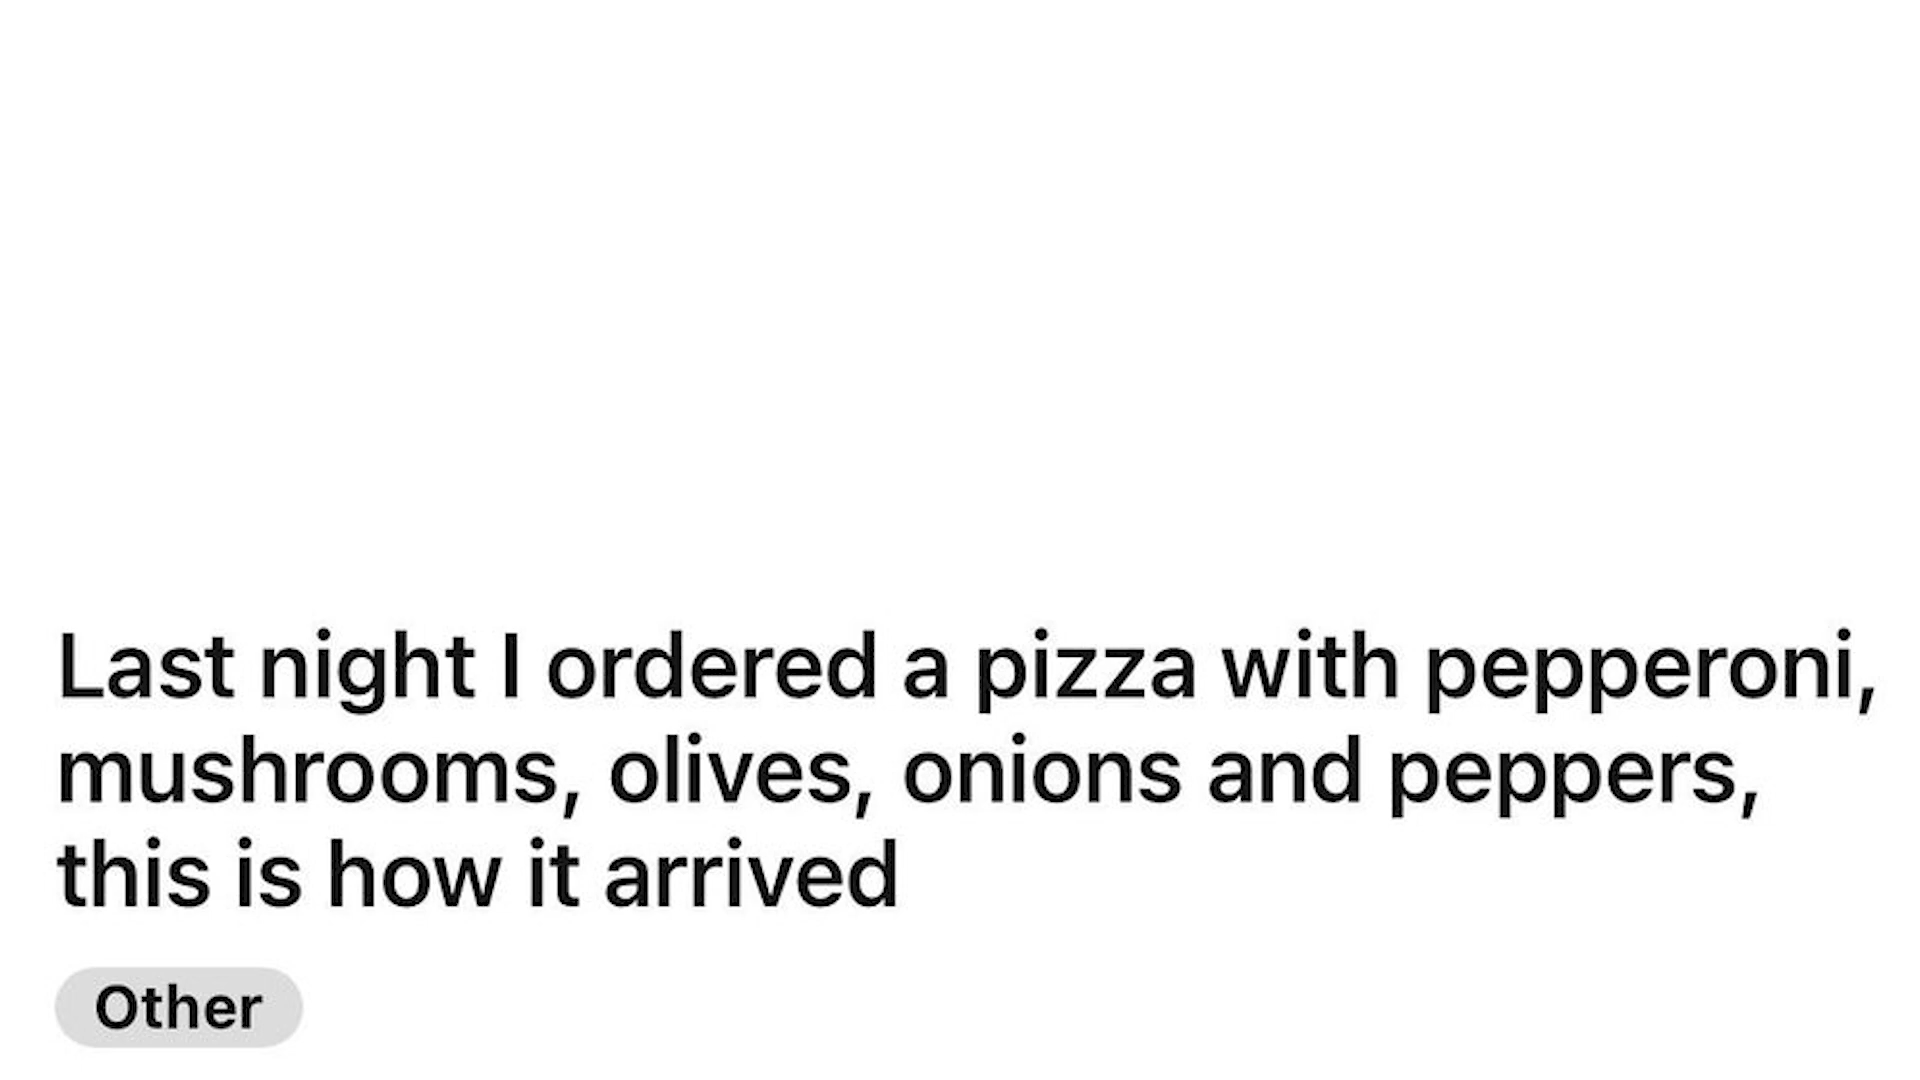 Last night I ordered a pizza with pepperoni,
mushrooms, olives, onions and peppers,
this is how it arrived
Other